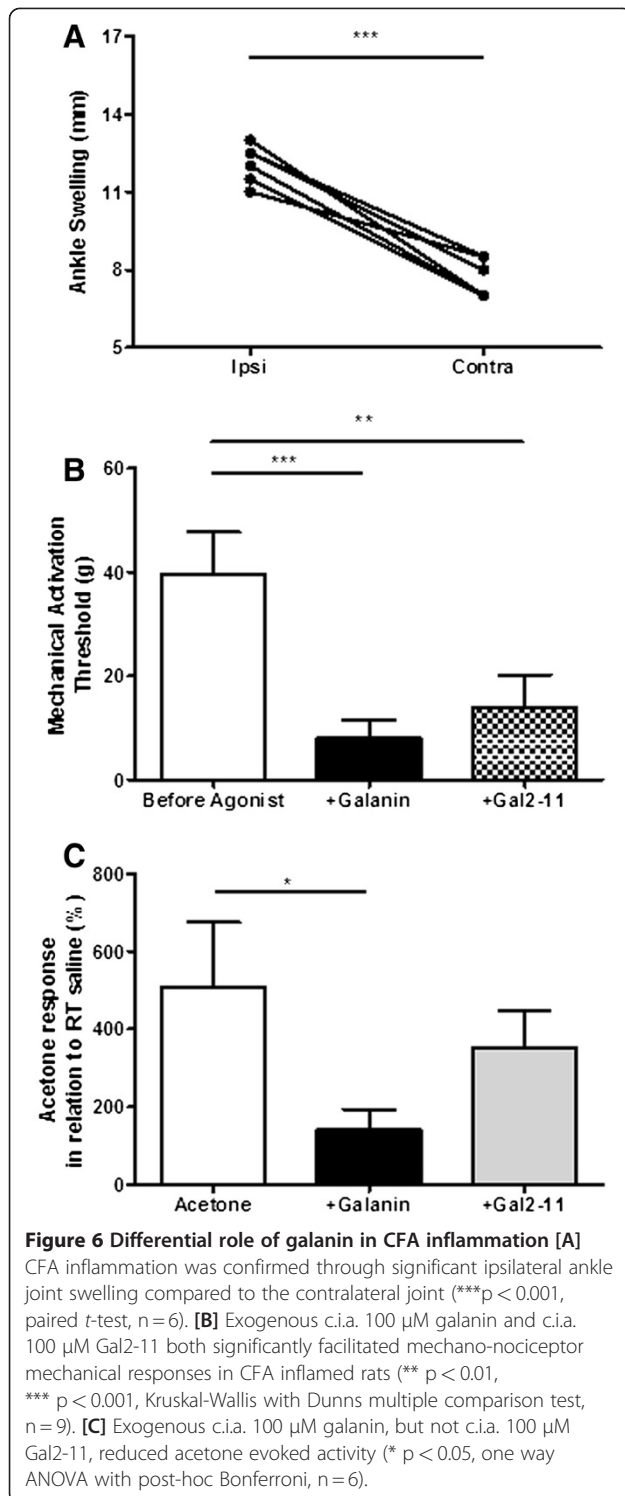 A
***
17
14
11
8
5
Ankle Swelling (mm)
Ipsi
Contra
B
**
***
60
40
20
0
Mechanical Activation
Threshold (g)
Before Agonist
+Galanin
+Gal2-11
C
*
800
600
400
200
0
Acetone response
in relation to RT saline (%)
Acetone
+Galanin
+Gal2-11
Figure 6 Differential role of galanin in CFA inflammation [A]
CFA inflammation was confirmed through significant ipsilateral ankle
joint swelling compared to the contralateral joint (***p < 0.001,
paired t-test, n = 6). [B] Exogenous c.i.a. 100 μM galanin and c.i.a.
100 μM Gal2-11 both significantly facilitated mechano-nociceptor
mechanical responses in CFA inflamed rats (** p < 0.01,
*** p < 0.001, Kruskal-Wallis with Dunns multiple comparison test,
n = 9). [C] Exogenous c.i.a. 100 μM galanin, but not c.i.a. 100 μM
Gal2-11, reduced acetone evoked activity (* p < 0.05, one way
ANOVA with post-hoc Bonferroni, n = 6).